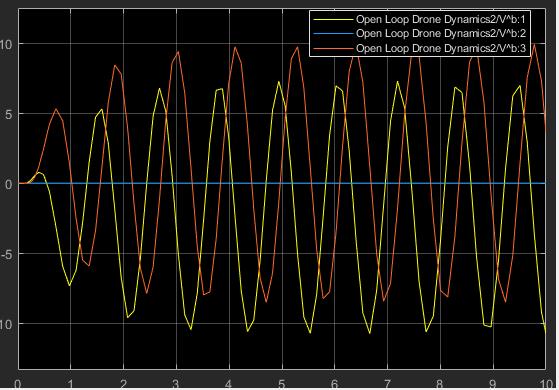 Open Loop Drone Dynamics2/V^b:1
Open Loop Drone Dynamics2/V^b:2
Open Loop Drone Dynamics2/V^b:3
10
5
0
-5
10
0 1 2 3 4 5 6 7 8 9 10